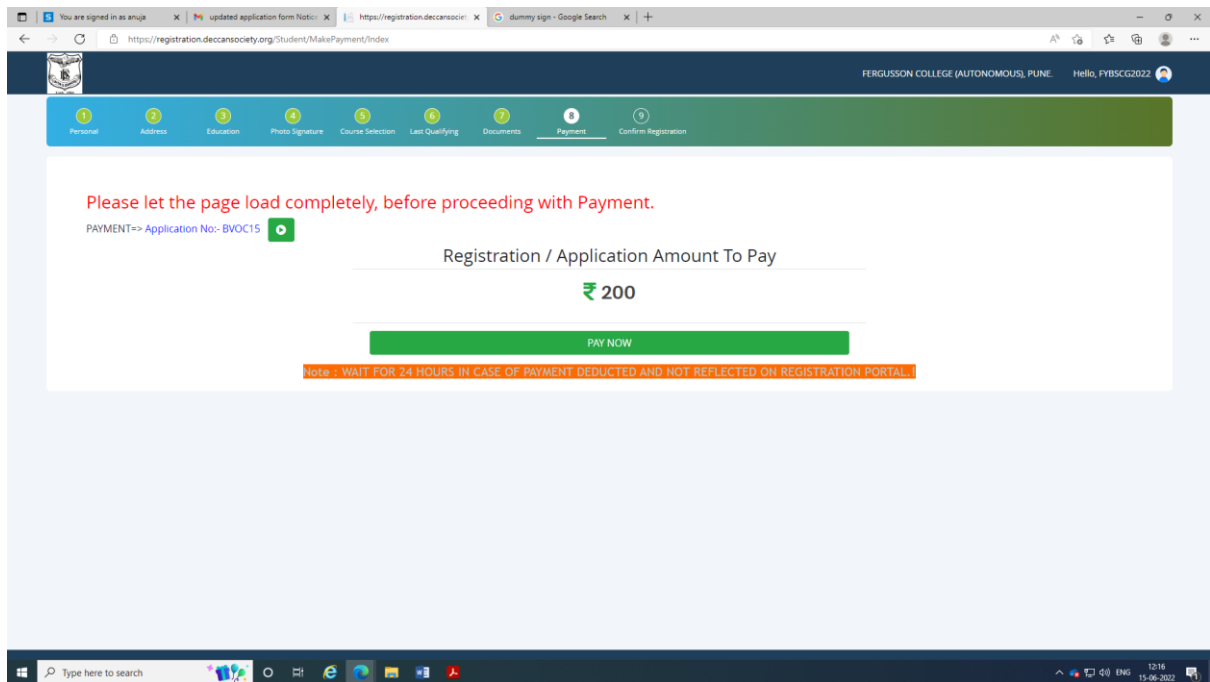 You are signed in as anuja
updated application form Notic
https://registration.deccansociet
dummy sign - Google Search
https://registration.deccansociety.org/Student/MakePayment/Index
FERGUSSON COLLEGE (AUTONOMOUS), PUNE. Hello, FYBSCG2022
1 2 3 4 5 6 7 8 9
Personal Address Education Photo Signature Course Selection Last Qualifying Documents Payment Confirm Registration
Please let the page load completely, before proceeding with Payment.
PAYMENT=> Application No:- BVOC15
Registration / Application Amount To Pay
₹ 200
PAY NOW
Note : WAIT FOR 24 HOURS IN CASE OF PAYMENT DEDUCTED AND NOT REFLECTED ON REGISTRATION PORTAL.!
Type here to search
ENG
12:16
15-06-2022